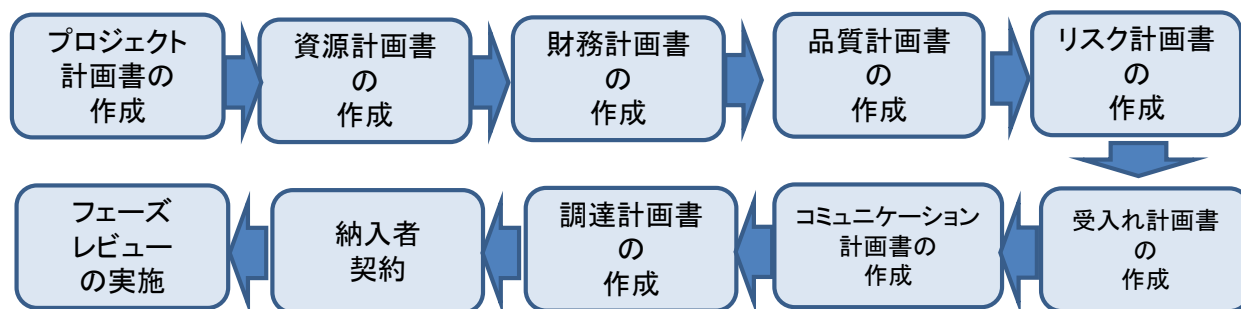 プロジェクト
計画書の
作成
資源計画書
の
作成
財務計画書
の
作成
品質計画書
の
作成
リスク計画書
の
作成
受入れ計画書
の
作成
コミュニケーション
計画書の
作成
調達計画書
の
作成
納入者
契約
フェーズ
レビュー
の実施